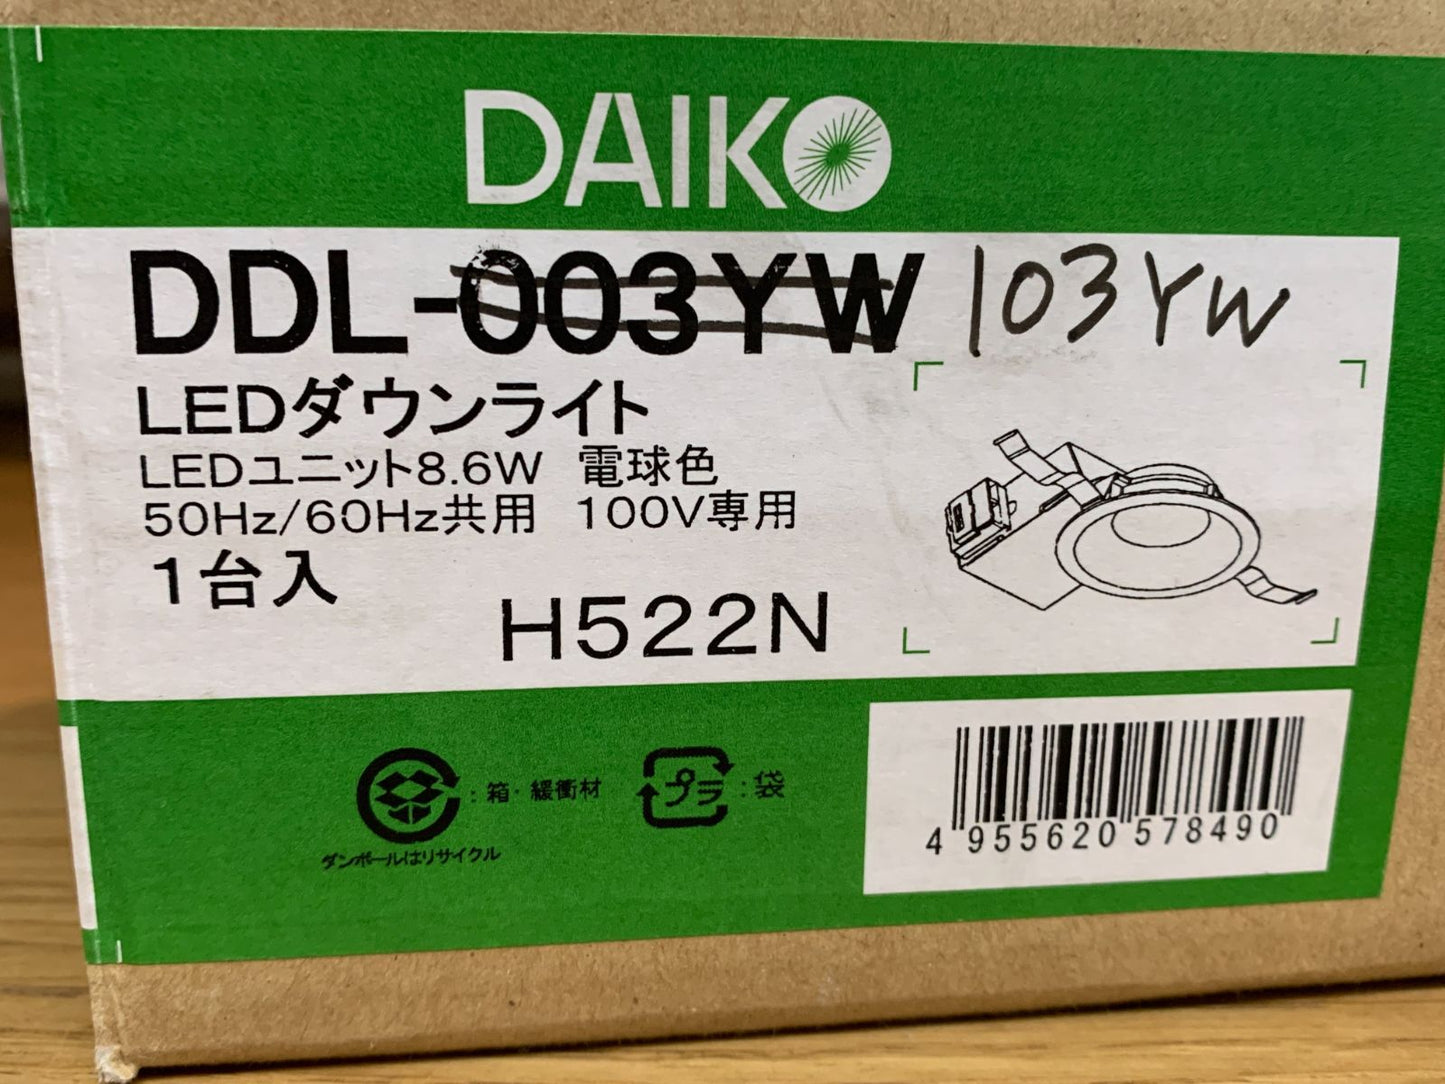 DAIKO
DDL-003YW 103YW
LEDダウンライト
LEDユニット8.6W 電球色
50Hz/60Hz共用 100V専用
1台入
H522N
:箱・緩衝材
プラ :袋
ダンボールはリサイクル
4 955620 578490